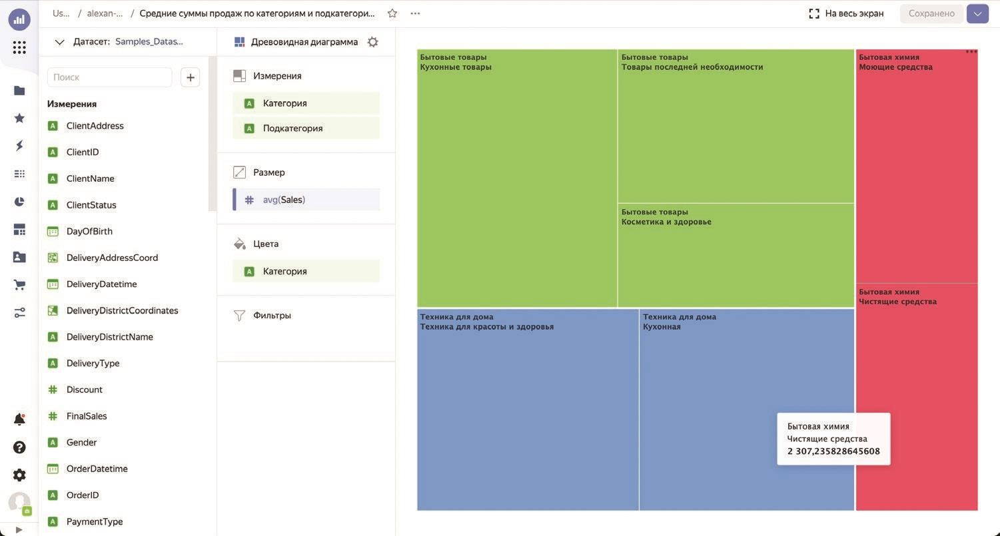 Us... / alexan-... / Средние суммы продаж по категориям и подкатегори...
На весь экран
Сохранено
Датасет: Samples_Datas...
Поиск
Измерения
ClientAddress
ClientID
ClientName
ClientStatus
DayOfBirth
DeliveryAddressCoord
DeliveryDatetime
DeliveryDistrictCoordinates
DeliveryDistrictName
DeliveryType
Discount
FinalSales
Gender
OrderDatetime
OrderID
PaymentType
Древовидная диаграмма
Измерения
Категория
Подкатегория
Размер
avg(Sales)
Цвета
Категория
Фильтры
Бытовые товары
Кухонные товары
Бытовые товары
Товары последней необходимости
Бытовые товары
Косметика и здоровье
Бытовая химия
Моющие средства
Бытовая химия
Чистящие средства
Техника для дома
Техника для красоты и здоровья
Техника для дома
Кухонная
Бытовая химия
Чистящие средства
2 307,235828645608